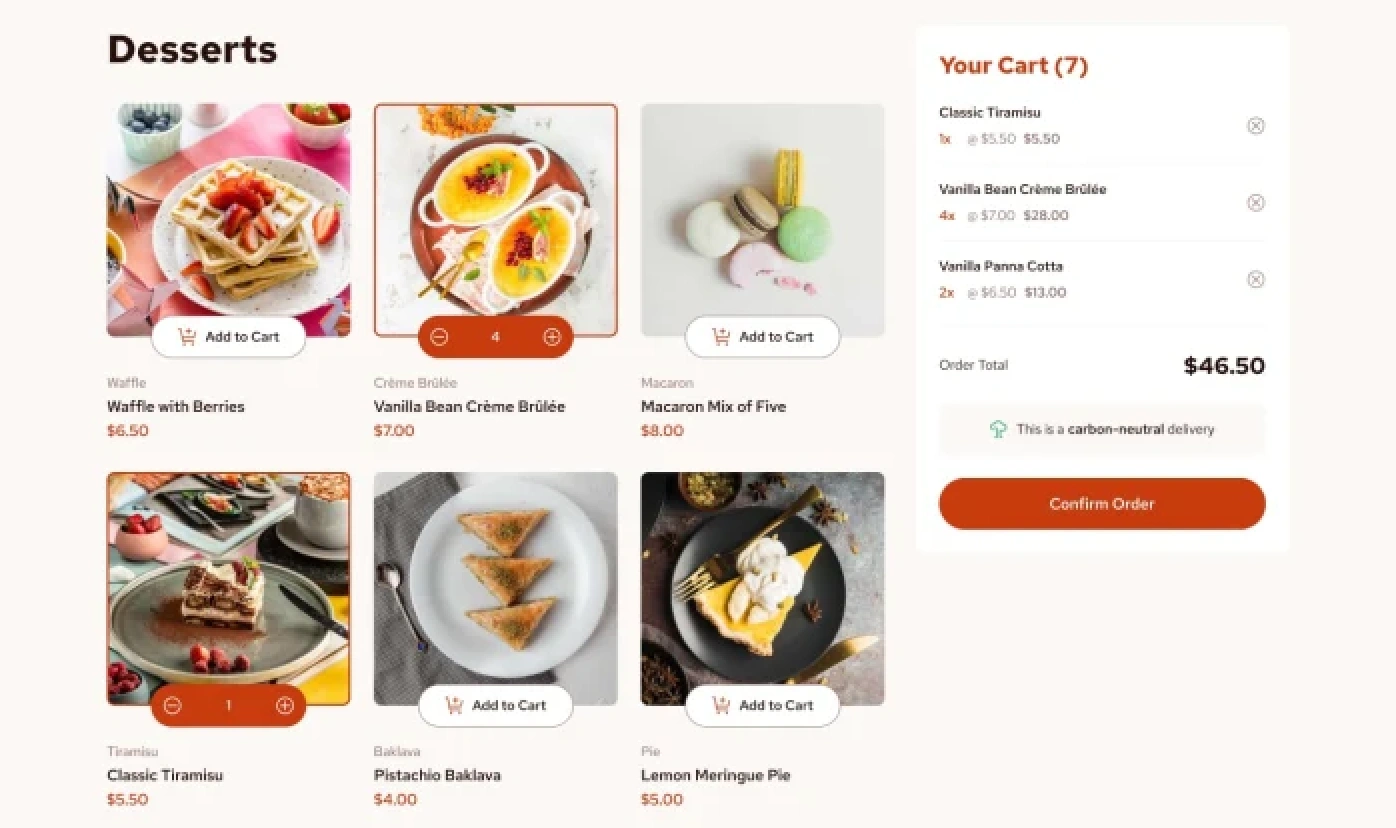 Desserts
Add to Cart
Waffle
Waffle with Berries
$6.50
4
Crème Brûlée
Vanilla Bean Crème Brûlée
$7.00
Add to Cart
Macaron
Macaron Mix of Five
$8.00
1
Tiramisu
Classic Tiramisu
$5.50
Add to Cart
Baklava
Pistachio Baklava
$4.00
Add to Cart
Pie
Lemon Meringue Pie
$5.00
Your Cart (7)
Classic Tiramisu
1x @ $5.50 $5.50
Vanilla Bean Crème Brûlée
4x @ $7.00 $28.00
Vanilla Panna Cotta
2x @ $6.50 $13.00
Order Total $46.50
This is a carbon-neutral delivery
Confirm Order